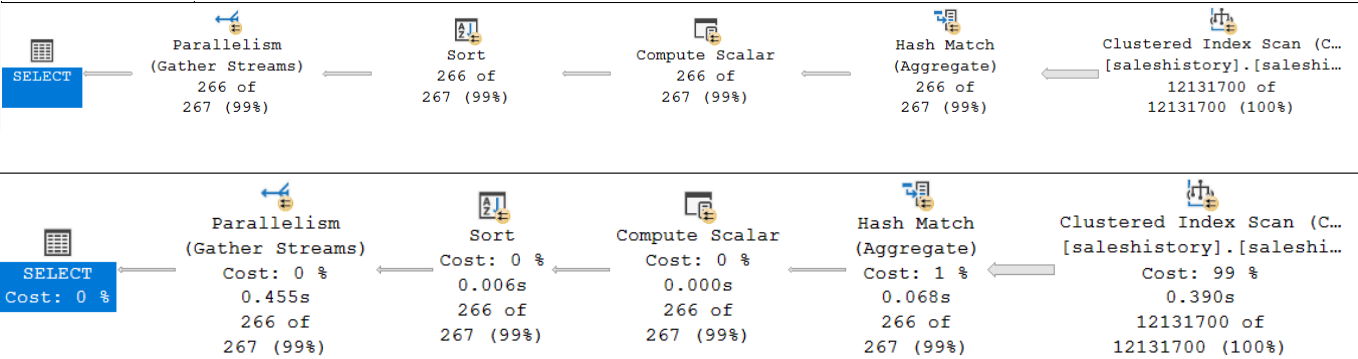 SELECT
Parallelism
(Gather Streams)
266 of
267 (99%)
Sort
266 of
267 (99%)
Compute Scalar
266 of
267 (99%)
Hash Match
(Aggregate)
266 of
267 (99%)
Clustered Index Scan (C…
[saleshistory].[saleshi…
12131700 of
12131700 (100%)
SELECT
Cost: 0 %
Parallelism
(Gather Streams)
Cost: 0 %
0.455s
266 of
267 (99%)
Sort
Cost: 0 %
0.006s
266 of
267 (99%)
Compute Scalar
Cost: 0 %
0.000s
266 of
267 (99%)
Hash Match
(Aggregate)
Cost: 1 %
0.068s
266 of
267 (99%)
Clustered Index Scan (C…
[saleshistory].[saleshi…
Cost: 99 %
0.390s
12131700 of
12131700 (100%)